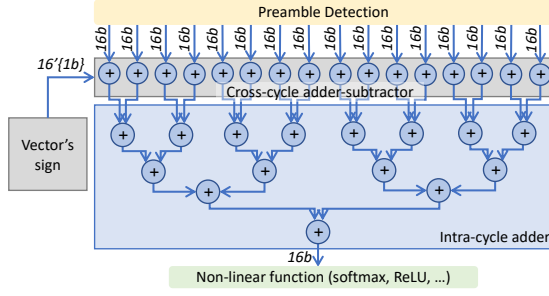 Preamble Detection
16b 16b 16b 16b 16b 16b 16b 16b 16b 16b 16b 16b 16b 16b 16b 16b
16'{1b}
+ + + + + + + + + + + + + + + +
Cross-cycle adder-subtractor
Vector's
sign
+ + + + + + + +
+ + + +
+ +
+
Intra-cycle adder
16b
Non-linear function (softmax, ReLU, ...)